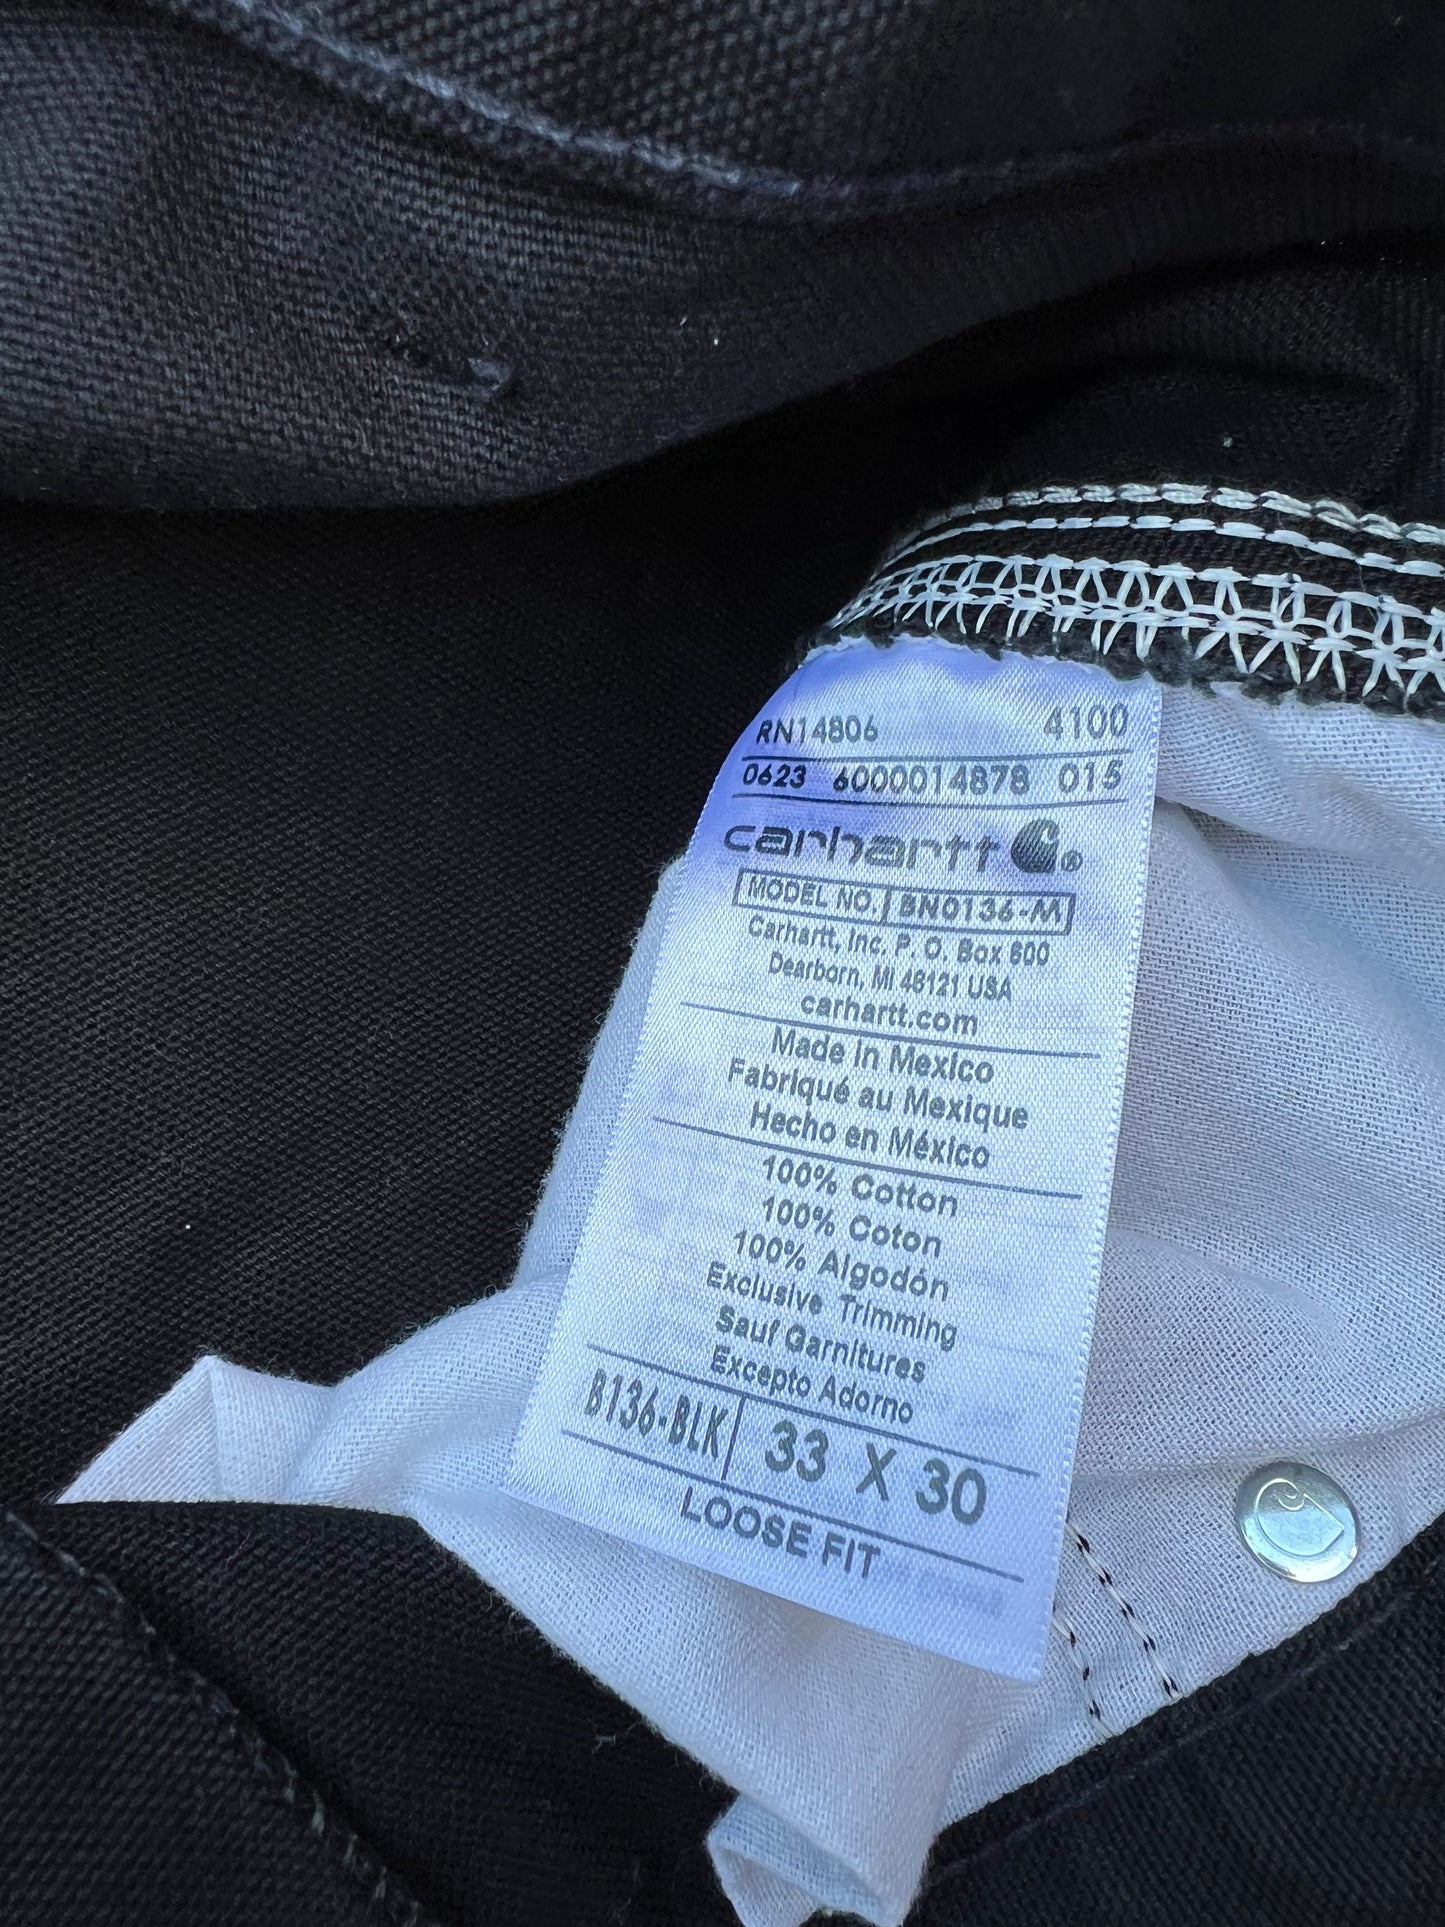 RN14806 4100
0623 6000014878 015
carhartt ®
MODEL NO. BN0136-M
Carhartt, Inc. P. O. Box 600
Dearborn, MI 48121 USA
carhartt.com
Made in Mexico
Fabriqué au Mexique
Hecho en México
100% Cotton
100% Coton
100% Algodón
Exclusive Trimming
Sauf Garnitures
Excepto Adorno
B136-BLK 33 X 30
LOOSE FIT